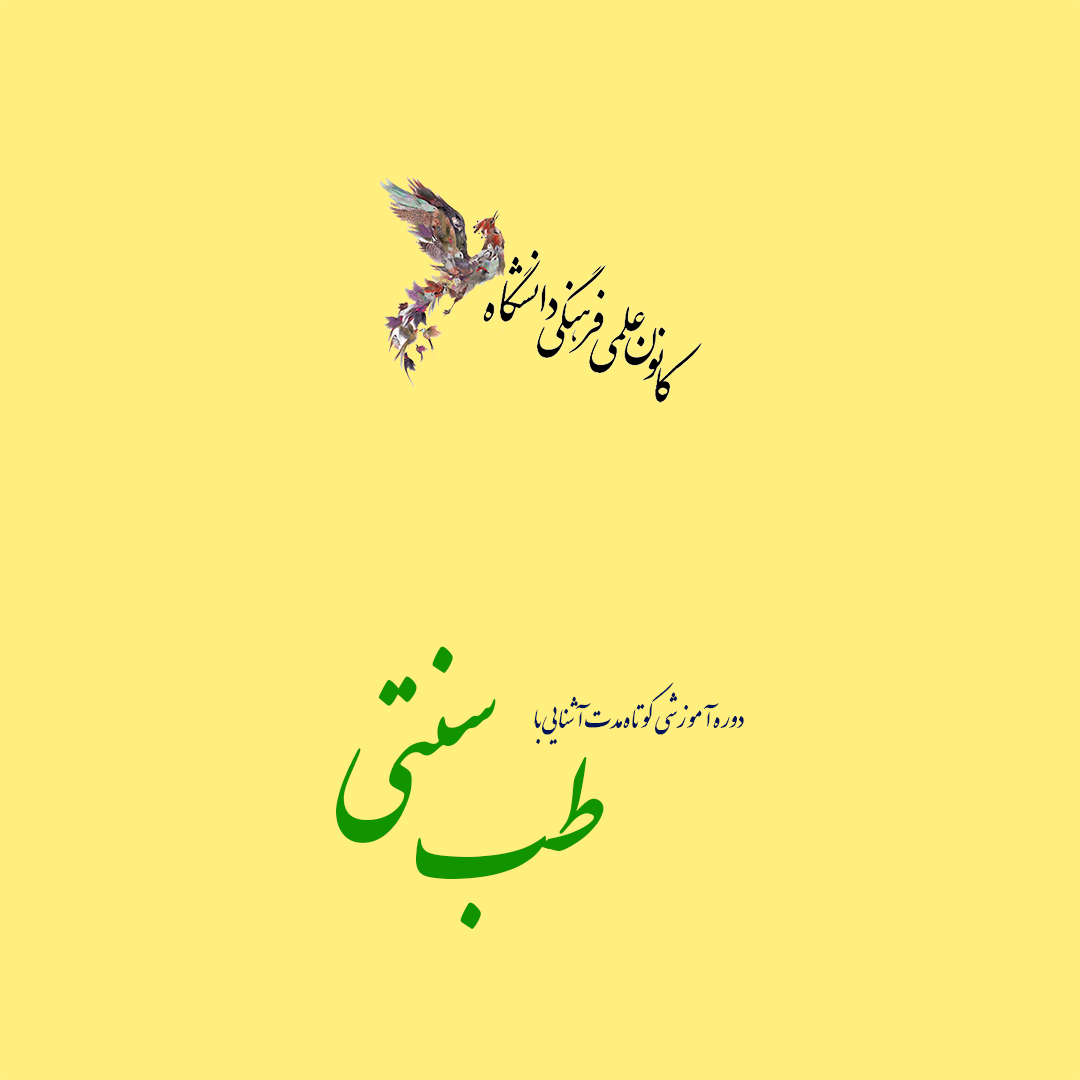 کانون علمی فرهنگی دانشگاه
دوره آموزشی کوتاه مدت آشنایی با
طب سنتی